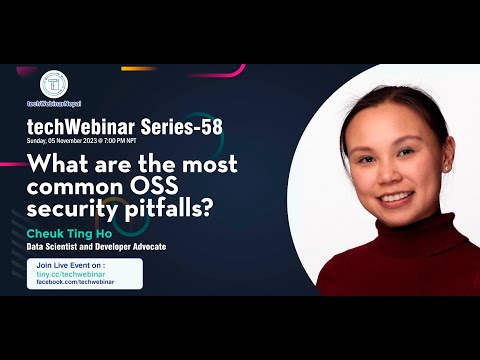 techWebinarNepal
techWebinar Series-58
Sunday, 05 November 2023 @ 7:00 PM NPT
What are the most
common OSS
security pitfalls?
Cheuk Ting Ho
Data Scientist and Developer Advocate
Join Live Event on :
tiny.cc/techwebinar
facebook.com/techwebinar